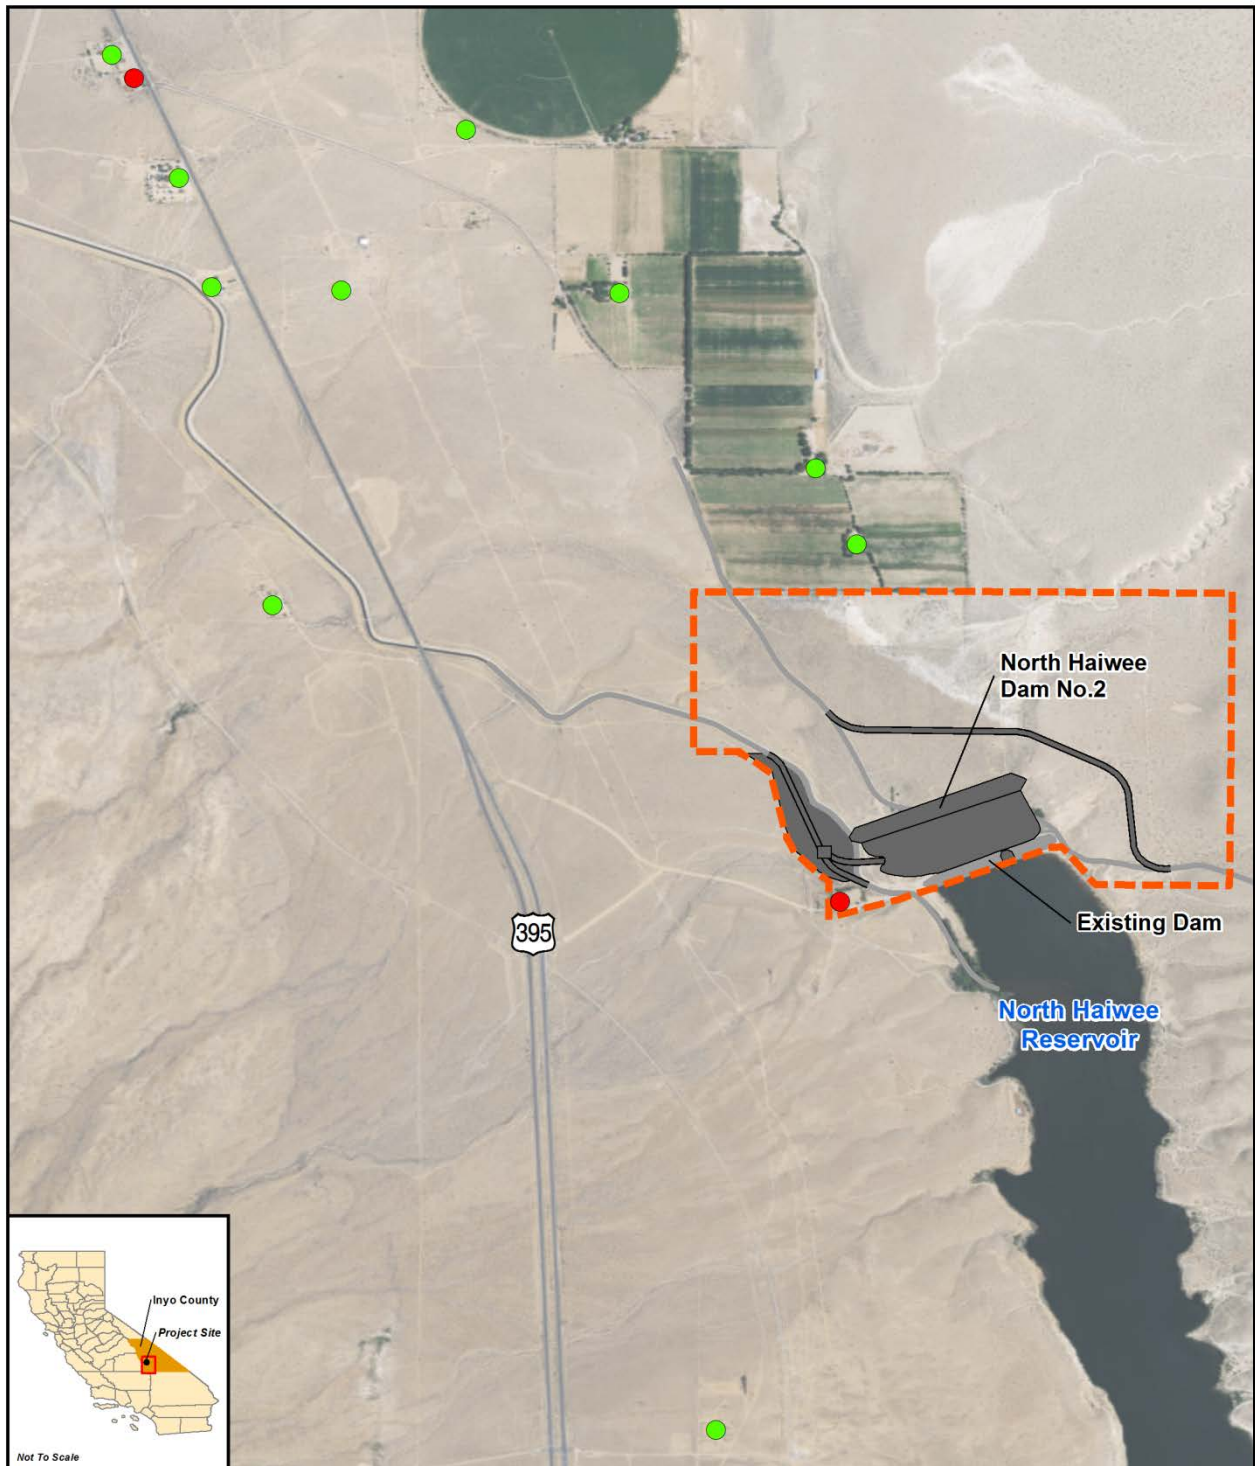 North Haiwee
Dam No.2
395
Existing Dam
North Haiwee
Reservoir
Inyo County
Project Site
Not To Scale